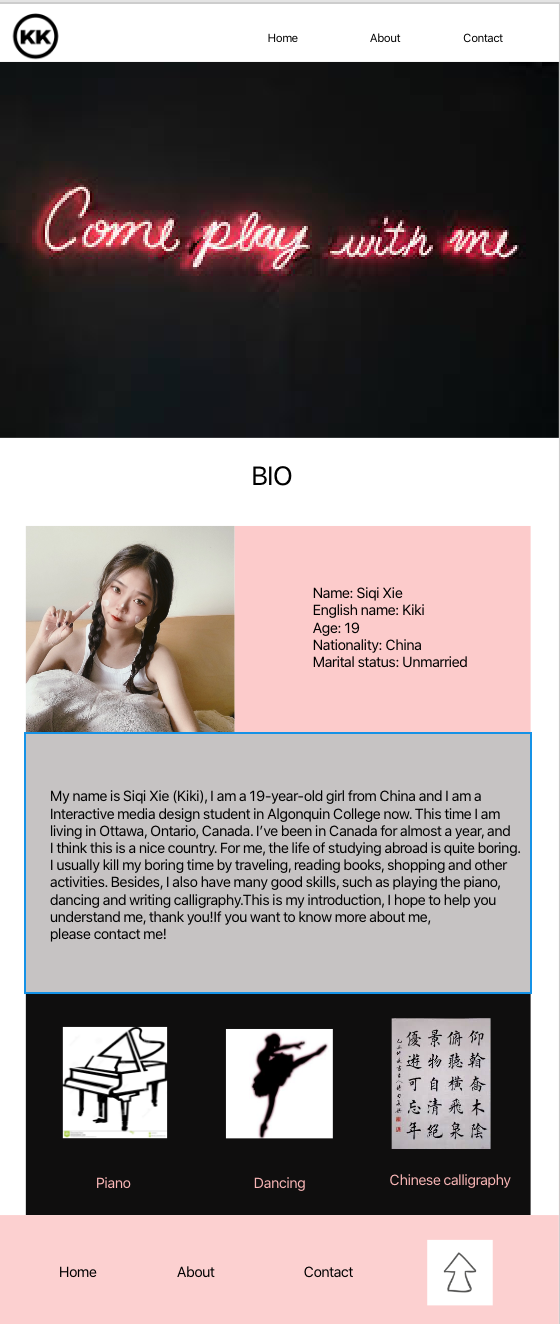 KK
Home About Contact
Come play with me
BIO
Name: Siqi Xie
English name: Kiki
Age: 19
Nationality: China
Marital status: Unmarried
My name is Siqi Xie (Kiki), I am a 19-year-old girl from China and I am a
Interactive media design student in Algonquin College now. This time I am
living in Ottawa, Ontario, Canada. I’ve been in Canada for almost a year, and
I think this is a nice country. For me, the life of studying abroad is quite boring.
I usually kill my boring time by traveling, reading books, shopping and other
activities. Besides, I also have many good skills, such as playing the piano,
dancing and writing calligraphy.This is my introduction, I hope to help you
understand me, thank you!If you want to know more about me,
please contact me!
仰翰喬木陰
俯聽橫飛泉
景物自清絕
優遊可忘年
Piano
Dancing
Chinese calligraphy
Home About Contact